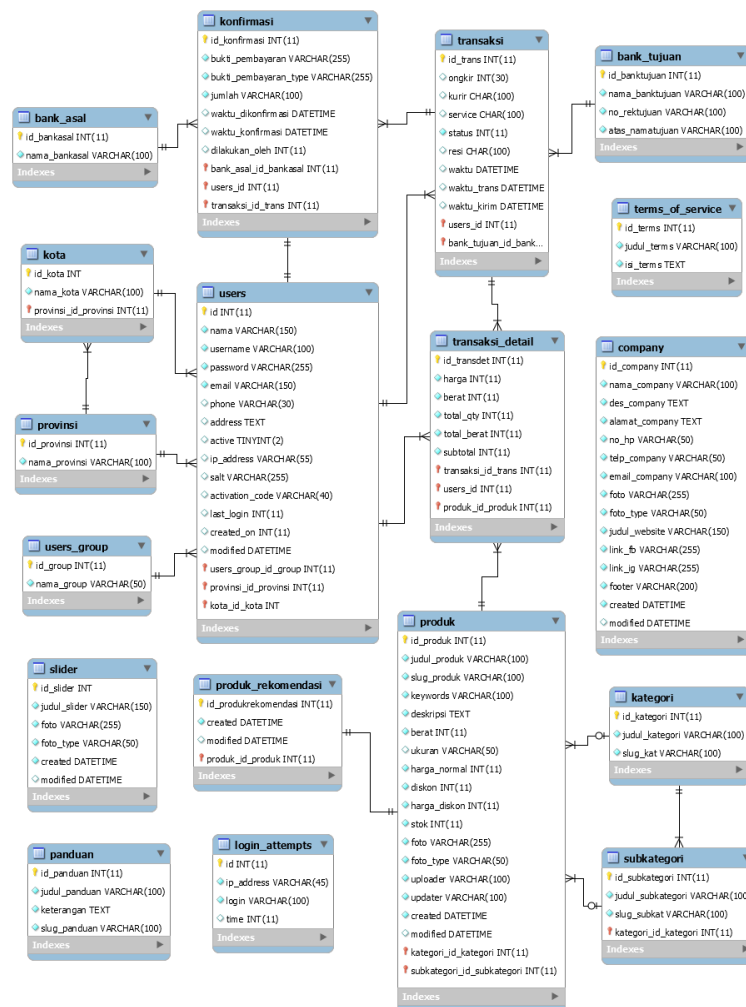 konfirmasi
id_konfirmasi INT(11)
bukti_pembayaran VARCHAR(255)
bukti_pembayaran_type VARCHAR(255)
jumlah VARCHAR(100)
waktu_dikonfirmasi DATETIME
waktu_konfirmasi DATETIME
dilakukan_oleh INT(11)
bank_asal_id_bankasal INT(11)
users_id INT(11)
transaksi_id_trans INT(11)
Indexes
transaksi
id_trans INT(11)
ongkir INT(30)
kurir CHAR(100)
service CHAR(100)
status INT(11)
resi CHAR(100)
waktu DATETIME
waktu_trans DATETIME
waktu_kirim DATETIME
users_id INT(11)
bank_tujuan_id_bank...
Indexes
bank_tujuan
id_banktujuan INT(11)
nama_banktujuan VARCHAR(100)
no_rektujuan VARCHAR(100)
atas_namatujuan VARCHAR(100)
Indexes
bank_asal
id_bankasal INT(11)
nama_bankasal VARCHAR(100)
Indexes
terms_of_service
id_terms INT(11)
judul_terms VARCHAR(100)
isi_terms TEXT
Indexes
kota
id_kota INT
nama_kota VARCHAR(100)
provinsi_id_provinsi INT(11)
Indexes
users
id INT(11)
nama VARCHAR(150)
username VARCHAR(100)
password VARCHAR(255)
email VARCHAR(150)
phone VARCHAR(30)
address TEXT
active TINYINT(2)
ip_address VARCHAR(55)
salt VARCHAR(255)
activation_code VARCHAR(40)
last_login INT(11)
created_on INT(11)
modified DATETIME
users_group_id_group INT(11)
provinsi_id_provinsi INT(11)
kota_id_kota INT
Indexes
transaksi_detail
id_transdet INT(11)
harga INT(11)
berat INT(11)
total_qty INT(11)
total_berat INT(11)
subtotal INT(11)
transaksi_id_trans INT(11)
users_id INT(11)
produk_id_produk INT(11)
Indexes
company
id_company INT(11)
nama_company VARCHAR(100)
des_company TEXT
alamat_company TEXT
no_hp VARCHAR(50)
telp_company VARCHAR(50)
email_company VARCHAR(100)
foto VARCHAR(255)
foto_type VARCHAR(50)
judul_website VARCHAR(150)
link_fb VARCHAR(255)
link_ig VARCHAR(255)
footer VARCHAR(200)
created DATETIME
modified DATETIME
Indexes
provinsi
id_provinsi INT(11)
nama_provinsi VARCHAR(100)
Indexes
users_group
id_group INT(11)
nama_group VARCHAR(50)
Indexes
slider
id_slider INT
judul_slider VARCHAR(150)
foto VARCHAR(255)
foto_type VARCHAR(50)
created DATETIME
modified DATETIME
Indexes
produk_rekomendasi
id_produkrekomendasi INT(11)
created DATETIME
modified DATETIME
produk_id_produk INT(11)
Indexes
produk
id_produk INT(11)
judul_produk VARCHAR(100)
slug_produk VARCHAR(100)
keywords VARCHAR(100)
deskripsi TEXT
berat INT(11)
ukuran VARCHAR(50)
harga_normal INT(11)
diskon INT(11)
harga_diskon INT(11)
stok INT(11)
foto VARCHAR(255)
foto_type VARCHAR(50)
uploader VARCHAR(100)
updater VARCHAR(100)
created DATETIME
modified DATETIME
kategori_id_kategori INT(11)
subkategori_id_subkategori INT(11)
Indexes
kategori
id_kategori INT(11)
judul_kategori VARCHAR(100)
slug_kat VARCHAR(100)
Indexes
panduan
id_panduan INT(11)
judul_panduan VARCHAR(100)
keterangan TEXT
slug_panduan VARCHAR(100)
Indexes
login_attempts
id INT(11)
ip_address VARCHAR(45)
login VARCHAR(100)
time INT(11)
Indexes
subkategori
id_subkategori INT(11)
judul_subkategori VARCHAR(100
slug_subkat VARCHAR(100)
kategori_id_kategori INT(11)
Indexes